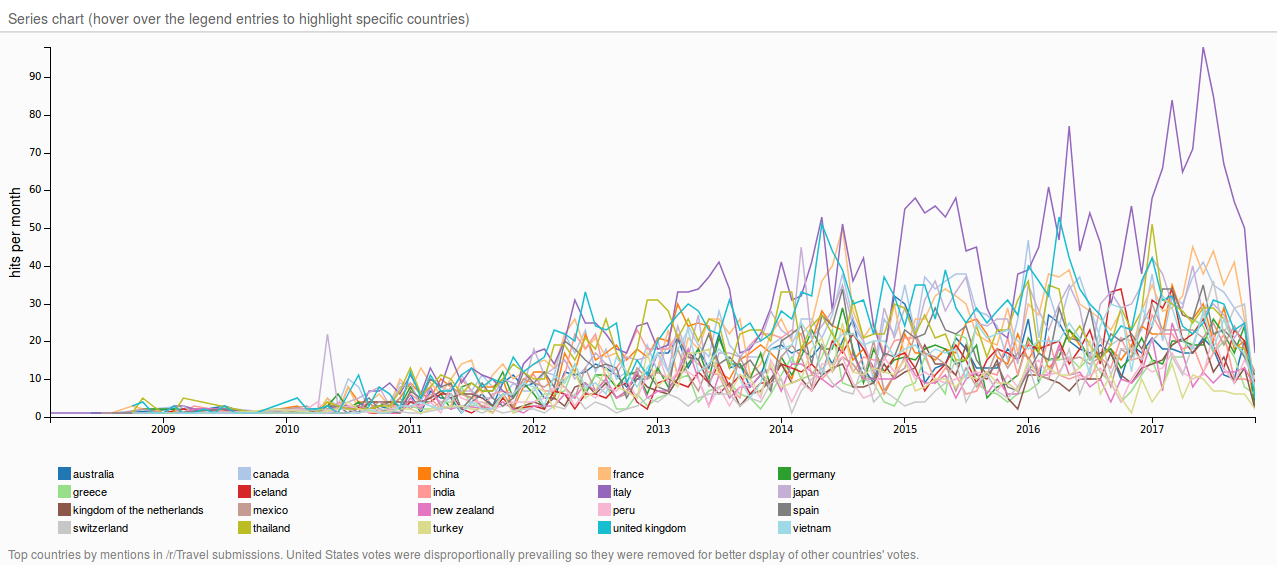 Series chart (hover over the legend entries to highlight specific countries)
hits per month
90
80
70
60
50
40
30
20
10
0
2009 2010 2011 2012 2013 2014 2015 2016 2017
australia canada china france germany
greece iceland india italy japan
kingdom of the netherlands mexico new zealand peru spain
switzerland thailand turkey united kingdom vietnam
Top countries by mentions in /r/Travel submissions. United States votes were disproportionally prevailing so they were removed for better dsplay of other countries' votes.